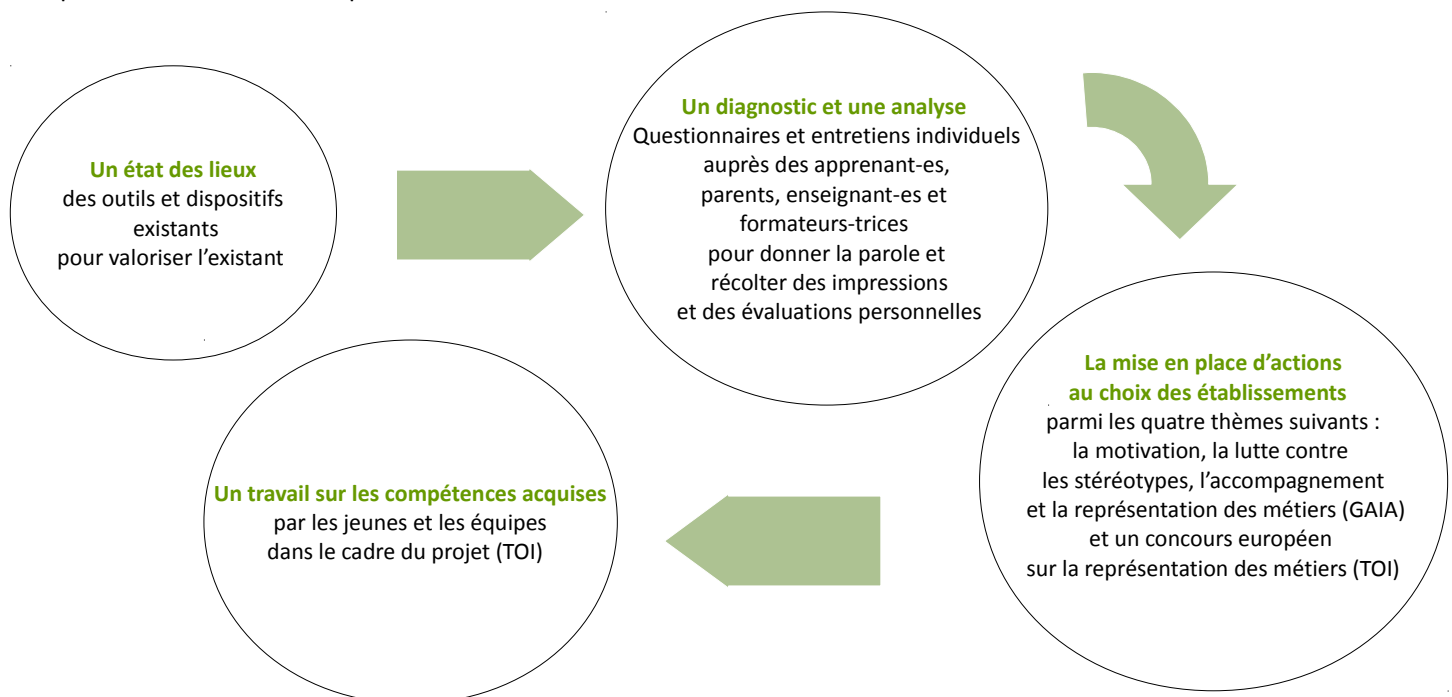 Un état des lieux
des outils et dispositifs
existants
pour valoriser l’existant
Un diagnostic et une analyse
Questionnaires et entretiens individuels
auprès des apprenant-es,
parents, enseignant-es et
formateurs-trices
pour donner la parole et
récolter des impressions
et des évaluations personnelles
La mise en place d’actions
au choix des établissements
parmi les quatre thèmes suivants :
la motivation, la lutte contre
les stéréotypes, l’accompagnement
et la représentation des métiers (GAIA)
et un concours européen
sur la représentation des métiers (TOI)
Un travail sur les compétences acquises
par les jeunes et les équipes
dans le cadre du projet (TOI)